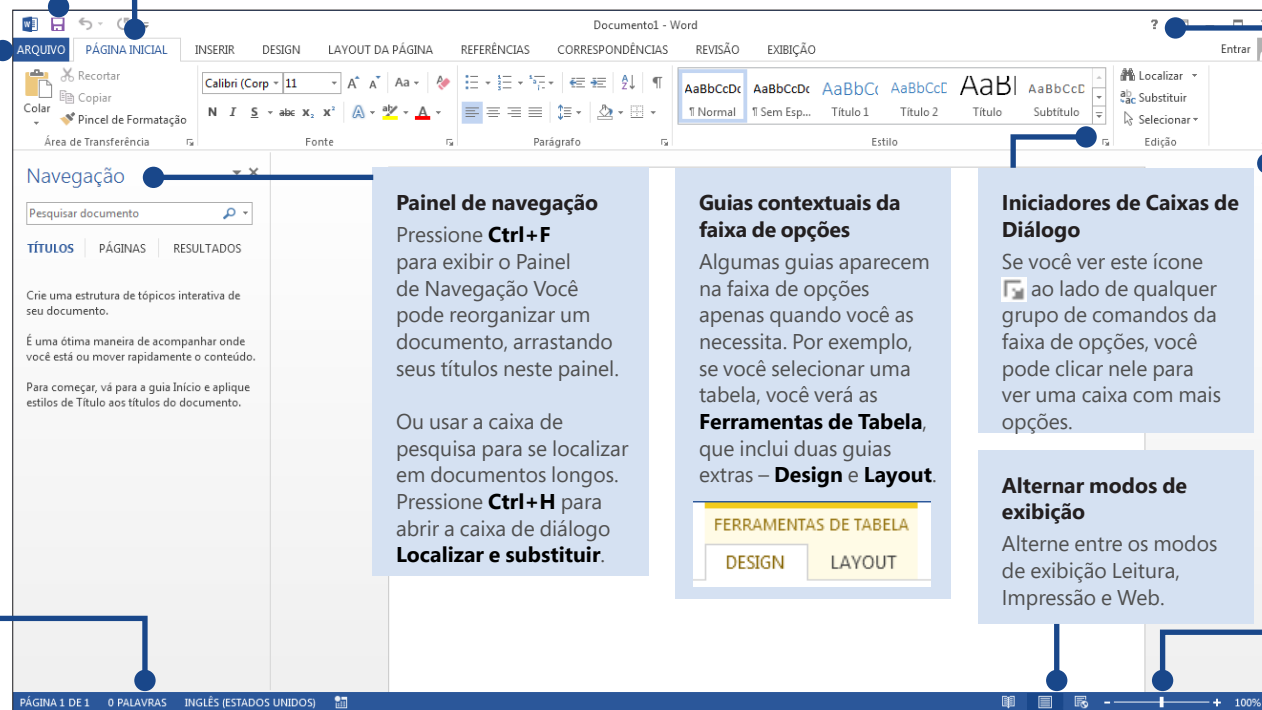 Documento1 - Word
?
ARQUIVO PÁGINA INICIAL INSERIR DESIGN LAYOUT DA PÁGINA REFERÊNCIAS CORRESPONDÊNCIAS REVISÃO EXIBIÇÃO Entrar
Colar
Recortar
Copiar
Pincel de Formatação
Área de Transferência
Calibri (Corp 11 A A Aa
N I S abc X₂ X² A aby A
Fonte
Parágrafo
AaBbCcDc AaBbCcDc AaBbCc AaBbCcE AaBl AaBbCcD
¶ Normal ¶ Sem Esp... Título 1 Título 2 Título Subtítulo
Estilo
Localizar
Substituir
Selecionar
Edição
Navegação
Pesquisar documento
TÍTULOS PÁGINAS RESULTADOS
Crie uma estrutura de tópicos interativa de
seu documento.
É uma ótima maneira de acompanhar onde
você está ou mover rapidamente o conteúdo.
Para começar, vá para a guia Início e aplique
estilos de Título aos títulos do documento.
Painel de navegação
Pressione Ctrl+F
para exibir o Painel
de Navegação Você
pode reorganizar um
documento, arrastando
seus títulos neste painel.
Ou usar a caixa de
pesquisa para se localizar
em documentos longos.
Pressione Ctrl+H para
abrir a caixa de diálogo
Localizar e substituir.
Guias contextuais da
faixa de opções
Algumas guias aparecem
na faixa de opções
apenas quando você as
necessita. Por exemplo,
se você selecionar uma
tabela, você verá as
Ferramentas de Tabela,
que inclui duas guias
extras – Design e Layout.
FERRAMENTAS DE TABELA
DESIGN LAYOUT
Iniciadores de Caixas de
Diálogo
Se você ver este ícone
ao lado de qualquer
grupo de comandos da
faixa de opções, você
pode clicar nele para
ver uma caixa com mais
opções.
Alternar modos de
exibição
Alterne entre os modos
de exibição Leitura,
Impressão e Web.
PÁGINA 1 DE 1 0 PALAVRAS INGLÊS (ESTADOS UNIDOS) - + 100%